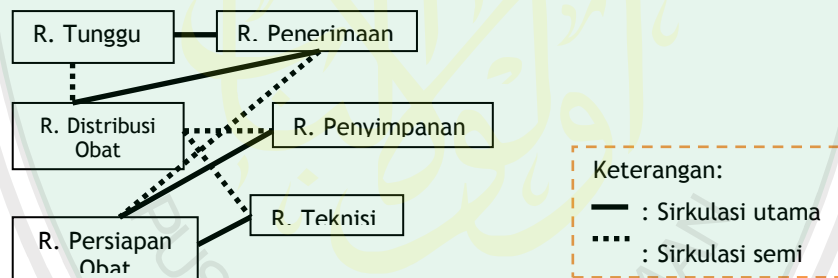 R. Tunggu
R. Penerimaan
R. Distribusi
Obat
R. Penyimpanan
R. Teknisi
R. Persiapan
Obat
Keterangan:
: Sirkulasi utama
: Sirkulasi semi